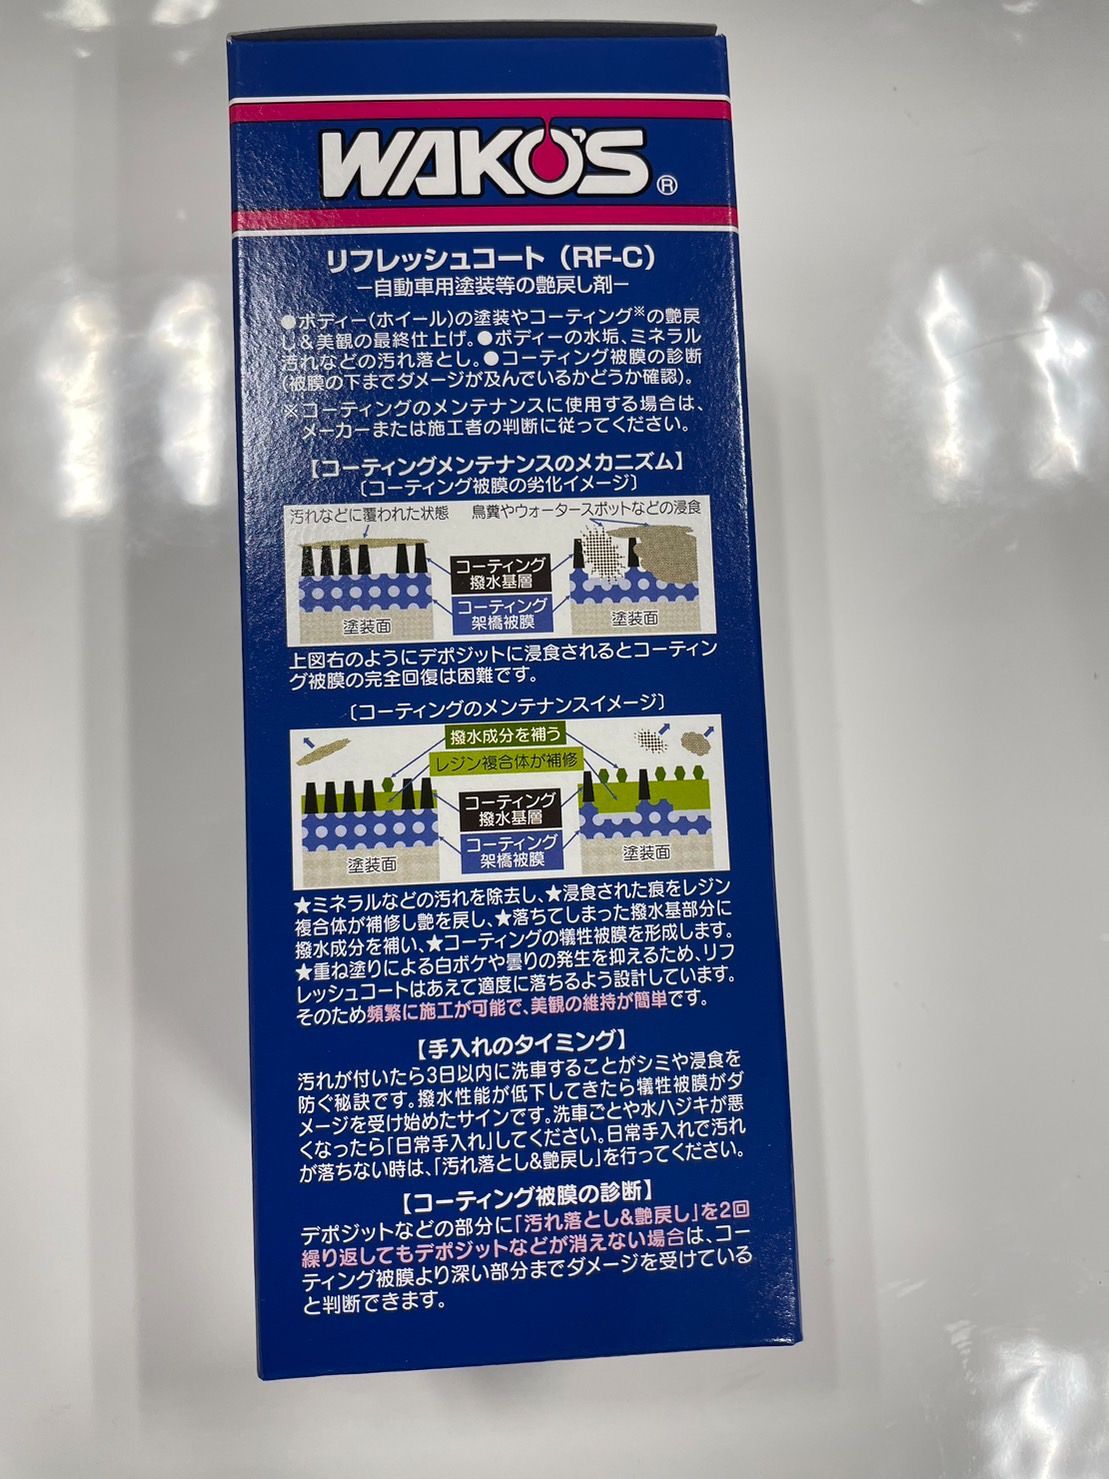 WAKO'S®
リフレッシュコート（RF-C）
−自動車用塗装等の艶戻し剤−
●ボディー(ホイール)の塗装やコーティング※の艶戻
し&美観の最終仕上げ。●ボディーの水垢、ミネラル
汚れなどの汚れ落とし。●コーティング被膜の診断
(被膜の下までダメージが及んでいるかどうか確認)。
※コーティングのメンテナンスに使用する場合は、
メーカーまたは施工者の判断に従ってください。
【コーティングメンテナンスのメカニズム】
〔コーティング被膜の劣化イメージ〕
汚れなどに覆われた状態 鳥糞やウォータースポットなどの浸食
コーティング
撥水基層
コーティング
架橋被膜
塗装面 塗装面
上図右のようにデポジットに浸食されるとコーティン
グ被膜の完全回復は困難です。
〔コーティングのメンテナンスイメージ〕
撥水成分を補う
レジン複合体が補修
コーティング
撥水基層
コーティング
架橋被膜
塗装面 塗装面
★ミネラルなどの汚れを除去し、★浸食された痕をレジン
複合体が補修し艶を戻し、★落ちてしまった撥水基部分に
撥水成分を補い、★コーティングの犠牲被膜を形成します。
★重ね塗りによる白ボケや曇りの発生を抑えるため、リフ
レッシュコートはあえて適度に落ちるよう設計しています。
そのため頻繁に施工が可能で、美観の維持が簡単です。
【手入れのタイミング】
汚れが付いたら3日以内に洗車することがシミや浸食を
防ぐ秘訣です。撥水性能が低下してきたら犠牲被膜がダ
メージを受け始めたサインです。洗車ごとや水ハジキが悪
くなったら「日常手入れ」してください。日常手入れで汚れ
が落ちない時は、「汚れ落とし&艶戻し」を行ってください。
【コーティング被膜の診断】
デポジットなどの部分に「汚れ落とし&艶戻し」を2回
繰り返してもデポジットなどが消えない場合は、コー
ティング被膜より深い部分までダメージを受けている
と判断できます。